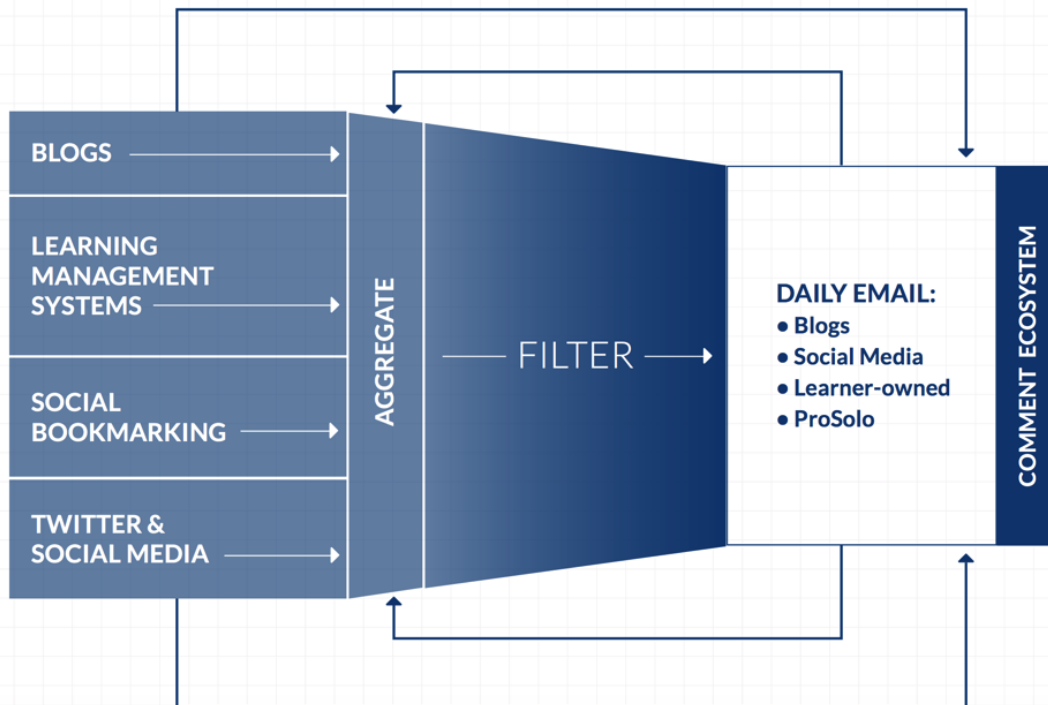 BLOGS
LEARNING
MANAGEMENT
SYSTEMS
SOCIAL
BOOKMARKING
TWITTER &
SOCIAL MEDIA
AGGREGATE
FILTER
DAILY EMAIL:
• Blogs
• Social Media
• Learner-owned
• ProSolo
COMMENT ECOSYSTEM